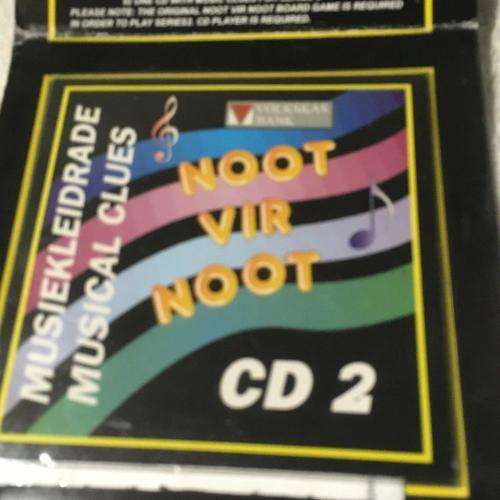 PLEASE NOTE: THE ORIGINAL NOOT VIR NOOT BOARD GAME IS REQUIRED
IN ORDER TO PLAY SERIES2. CD PLAYER IS REQUIRED.
MUSIEKLEIDRADE
MUSICAL CLUES
VOLKSKAS
BANK
NOOT
VIR
NOOT
CD 2